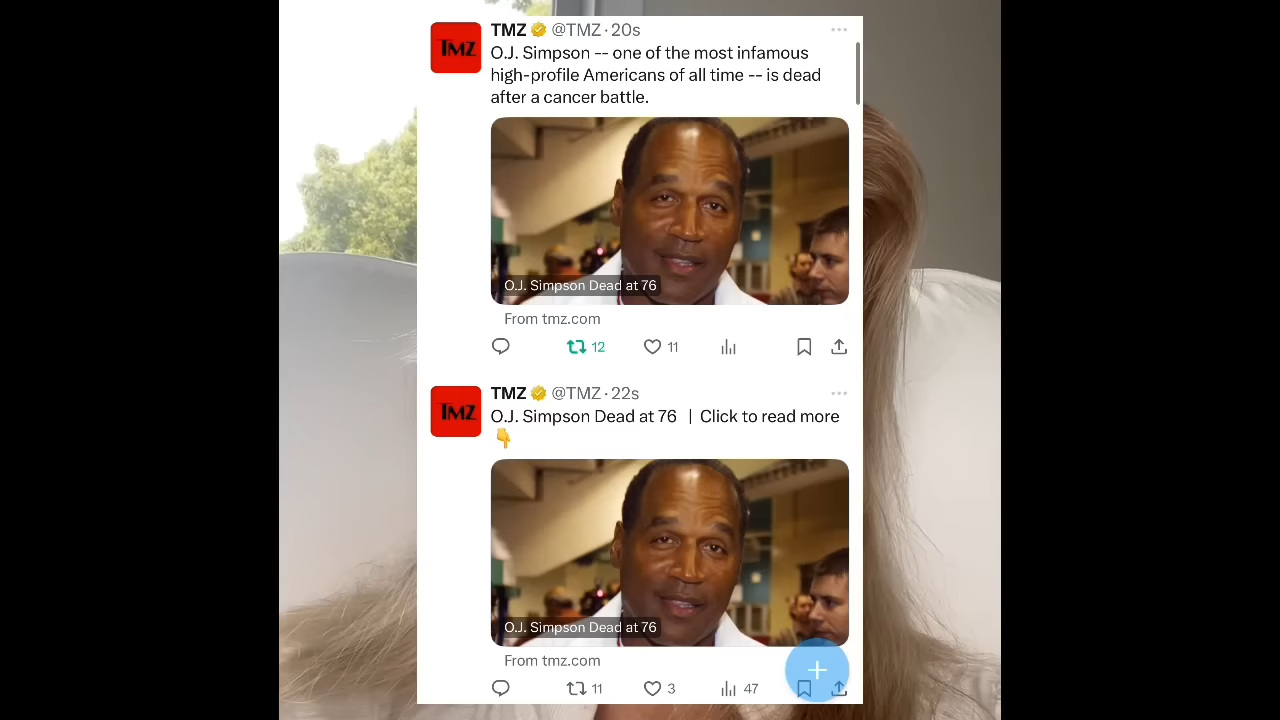 TMZ @TMZ · 20s
TMZ
O.J. Simpson -- one of the most infamous
high-profile Americans of all time -- is dead
after a cancer battle.
O.J. Simpson Dead at 76
From tmz.com
12 11
TMZ @TMZ · 22s
TMZ
O.J. Simpson Dead at 76 | Click to read more
👇
O.J. Simpson Dead at 76
From tmz.com
11 3 47